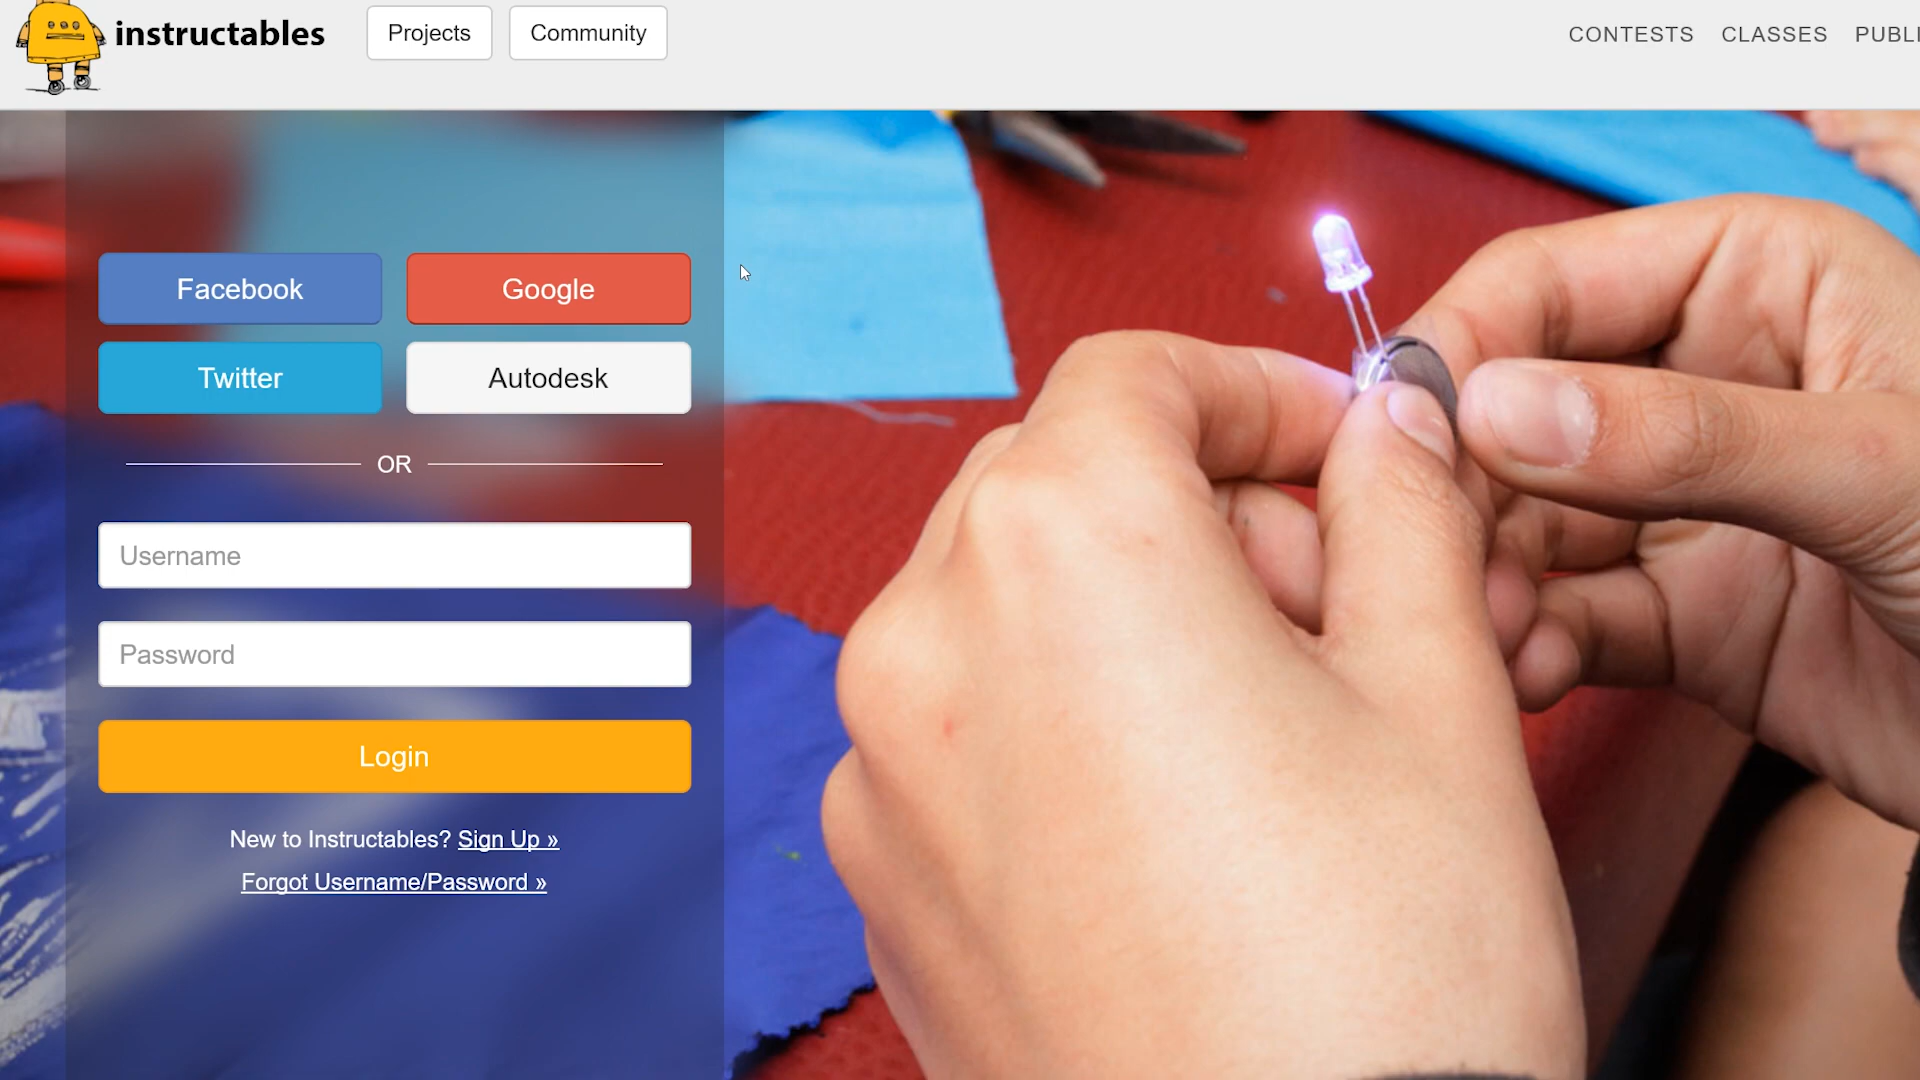 instructables
Projects
Community
CONTESTS
CLASSES
PUBLI
Facebook
Google
Twitter
Autodesk
OR
Username
Password
Login
New to Instructables? Sign Up »
Forgot Username/Password »